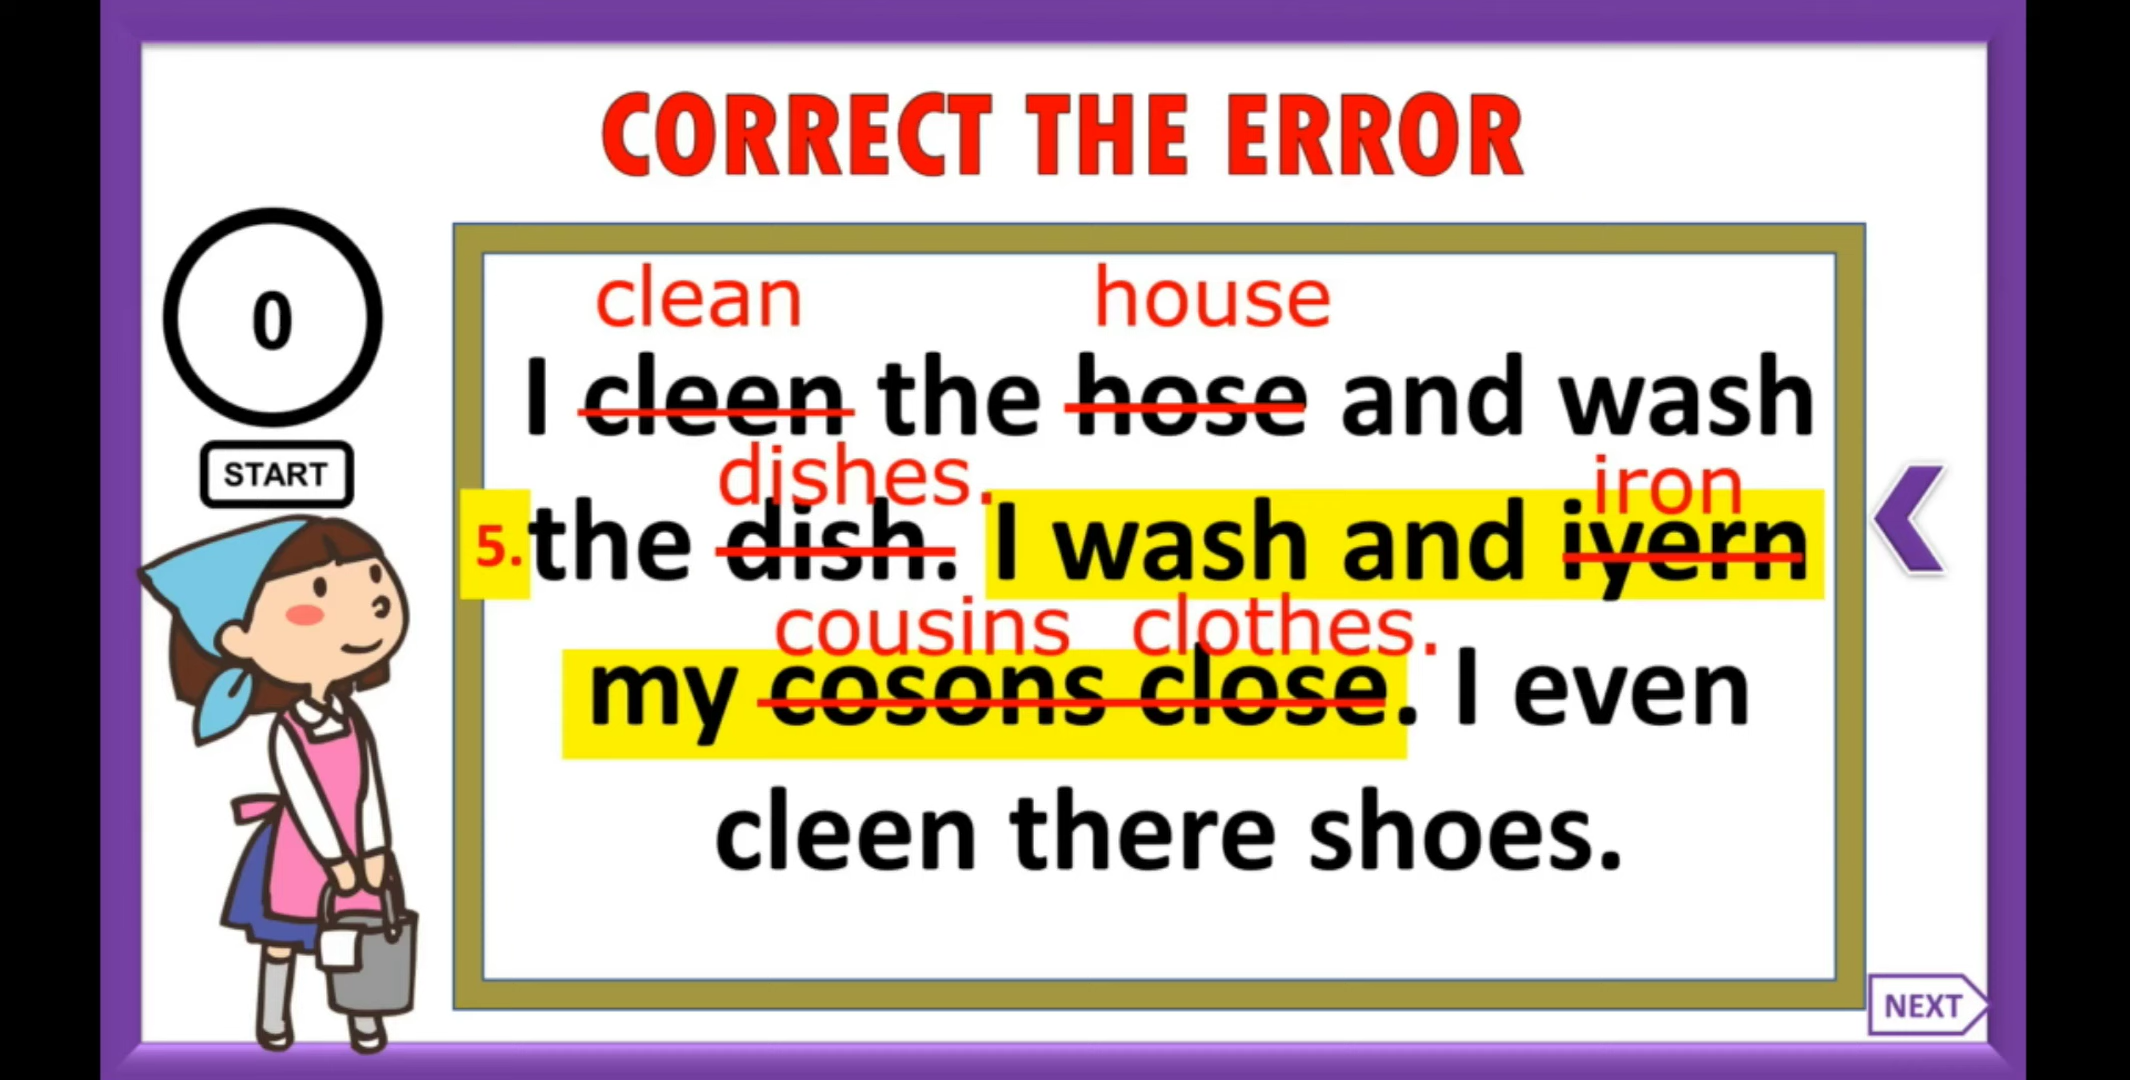 CORRECT THE ERROR
0
START
clean house
I cleen the hose and wash
dishes. iron
5. the dish. I wash and iyern
cousins clothes.
my cosons close. I even
cleen there shoes.
NEXT